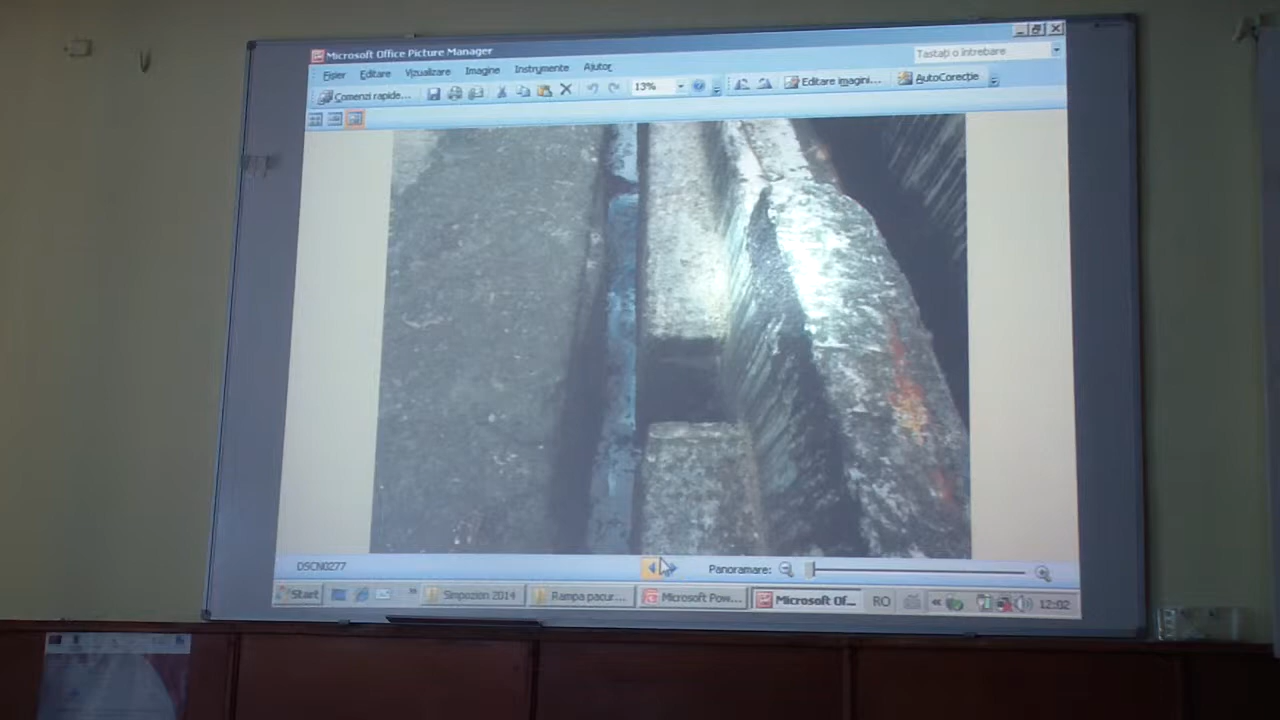 Microsoft Office Picture Manager
Tastați o întrebare
Fișier Editare Vizualizare Imagine Instrumente Ajutor
Comenzi rapide... 13% Editare imagini... AutoCorecție
DSCN0277
Panoramare:
Start Simpozion 2014 Rampa pacur... Microsoft Pow... Microsoft Of... RO 12:02